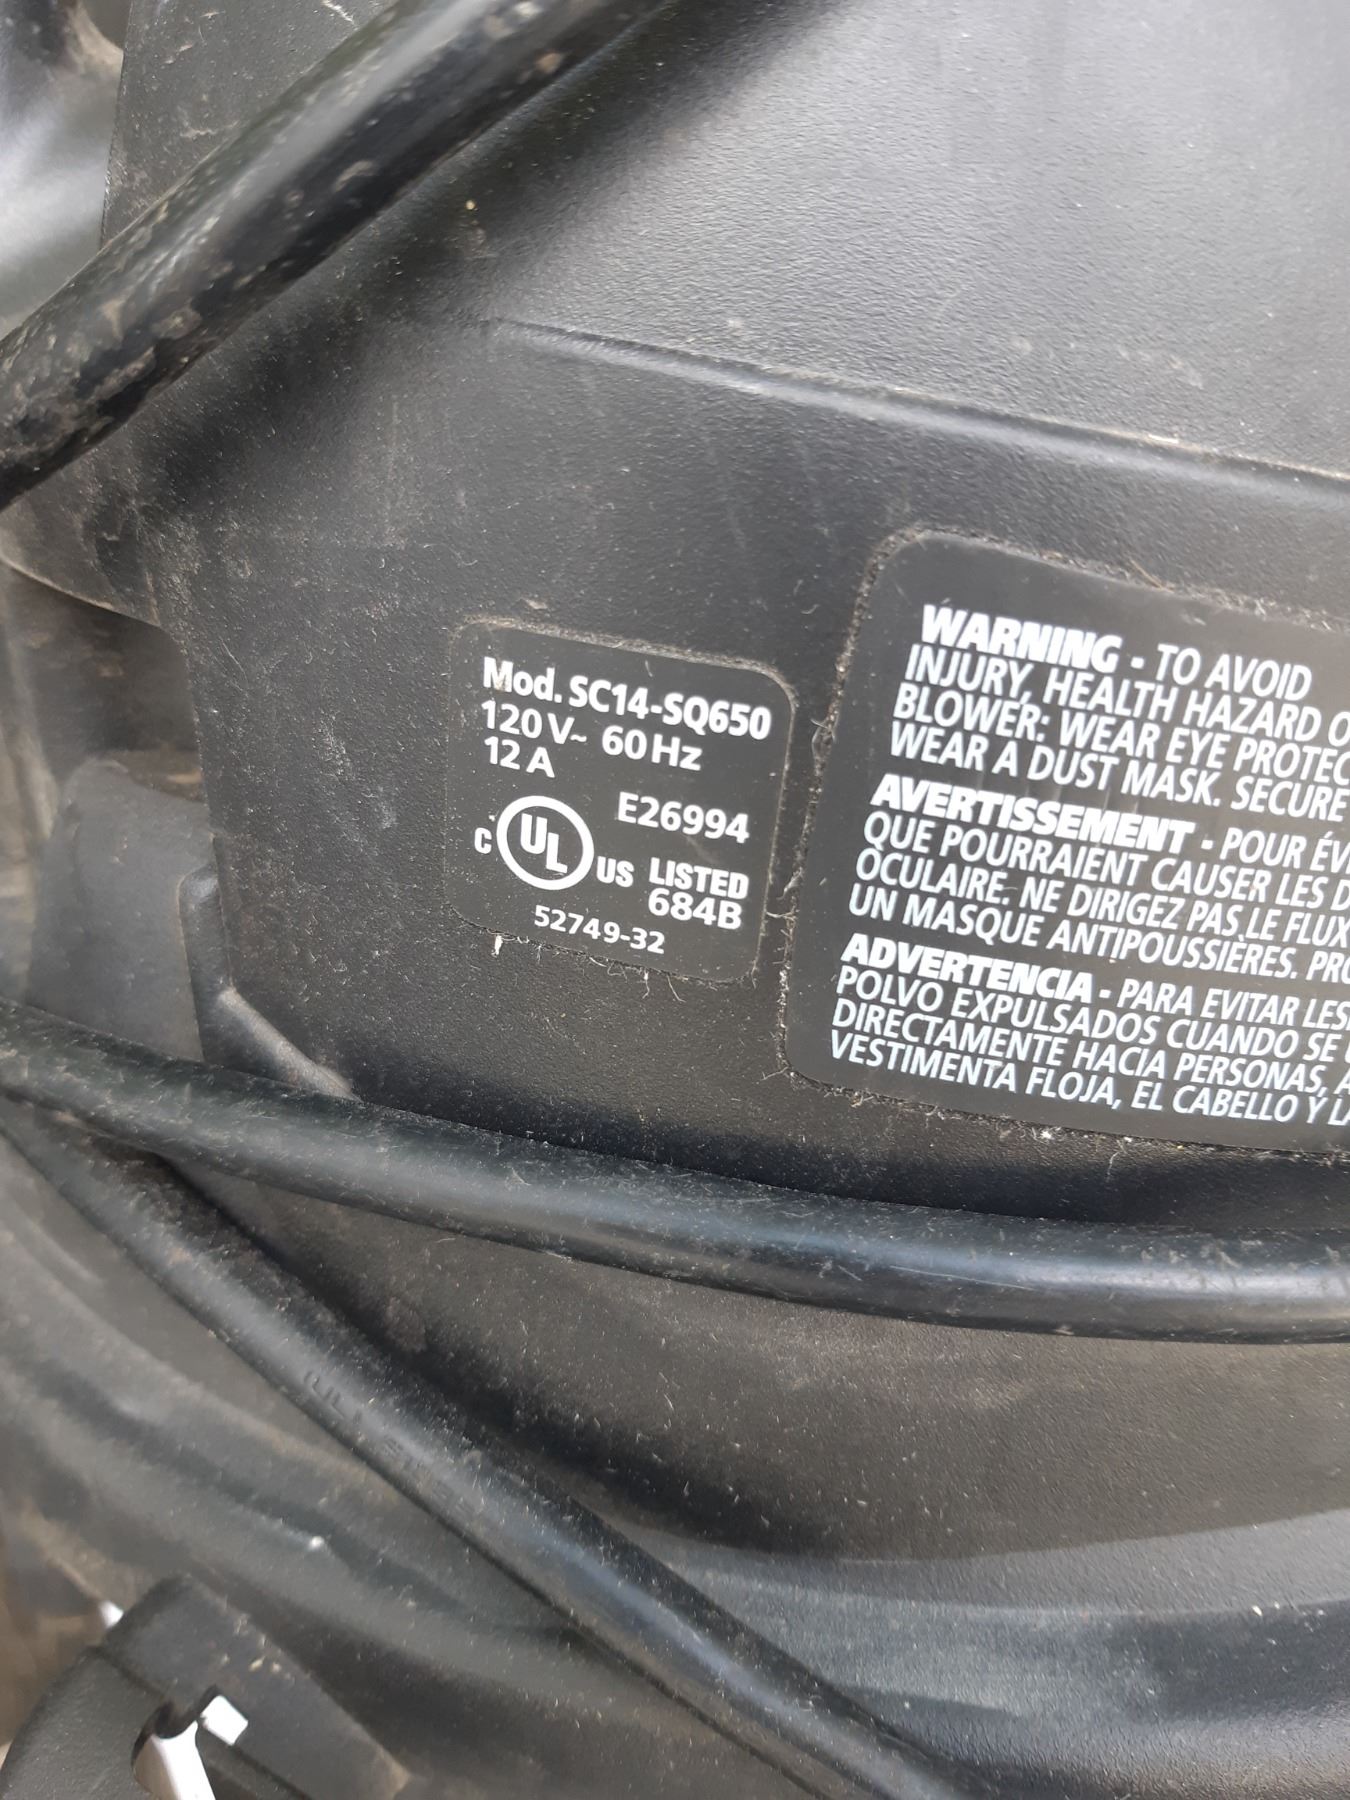 Mod. SC14-SQ650
120V~ 60Hz
12A
E26994
C UL US LISTED
684B
52749-32
WARNING - TO AVOID
INJURY, HEALTH HAZARD
BLOWER: WEAR EYE
WEAR A DUST MASK. SECURE
AVERTISSEMENT - POUR
QUE POURRAIENT CAUSER LES
OCULAIRE. NE DIRIGEZ PAS LE FLUX
UN MASQUE ANTIPOUSSIÈRES.
ADVERTENCIA - PARA EVITAR
POLVO EXPULSADOS CUANDO SE
DIRECTAMENTE HACIA PERSONAS,
VESTIMENTA FLOJA, EL CABELLO Y